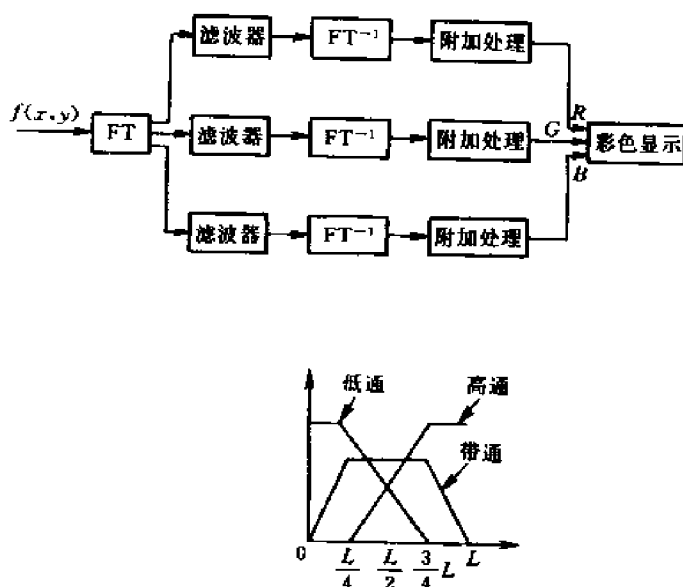 滤波器 FT⁻¹ 附加处理
f(x,y) FT 滤波器 FT⁻¹ 附加处理 R G B 彩色显示
滤波器 FT⁻¹ 附加处理
低通 高通
带通
0 L/4 L/2 3/4 L L